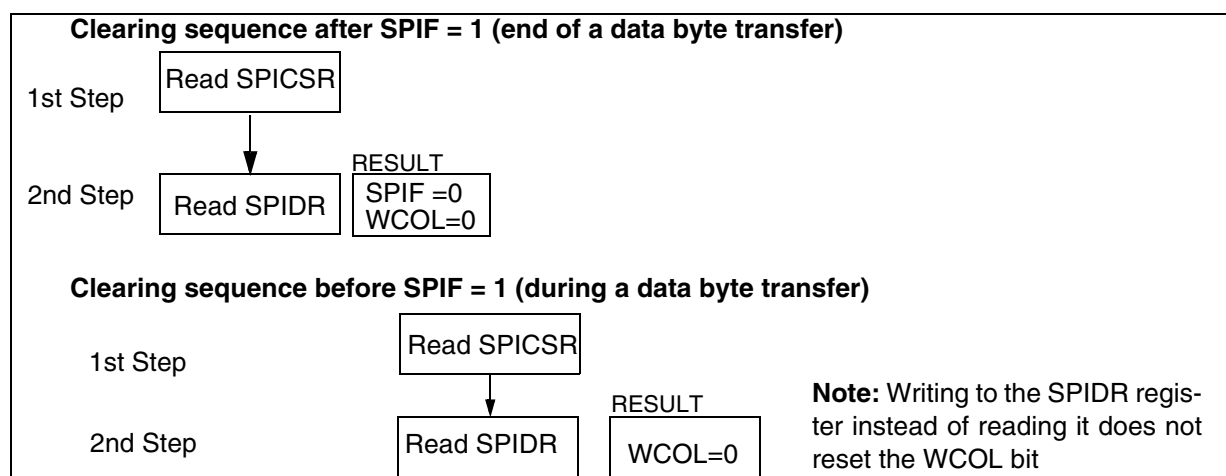 Clearing sequence after SPIF = 1 (end of a data byte transfer)
1st Step
Read SPICSR
2nd Step
Read SPIDR
RESULT
SPIF =0
WCOL=0
Clearing sequence before SPIF = 1 (during a data byte transfer)
1st Step
Read SPICSR
2nd Step
Read SPIDR
RESULT
WCOL=0
Note: Writing to the SPIDR regis-
ter instead of reading it does not
reset the WCOL bit